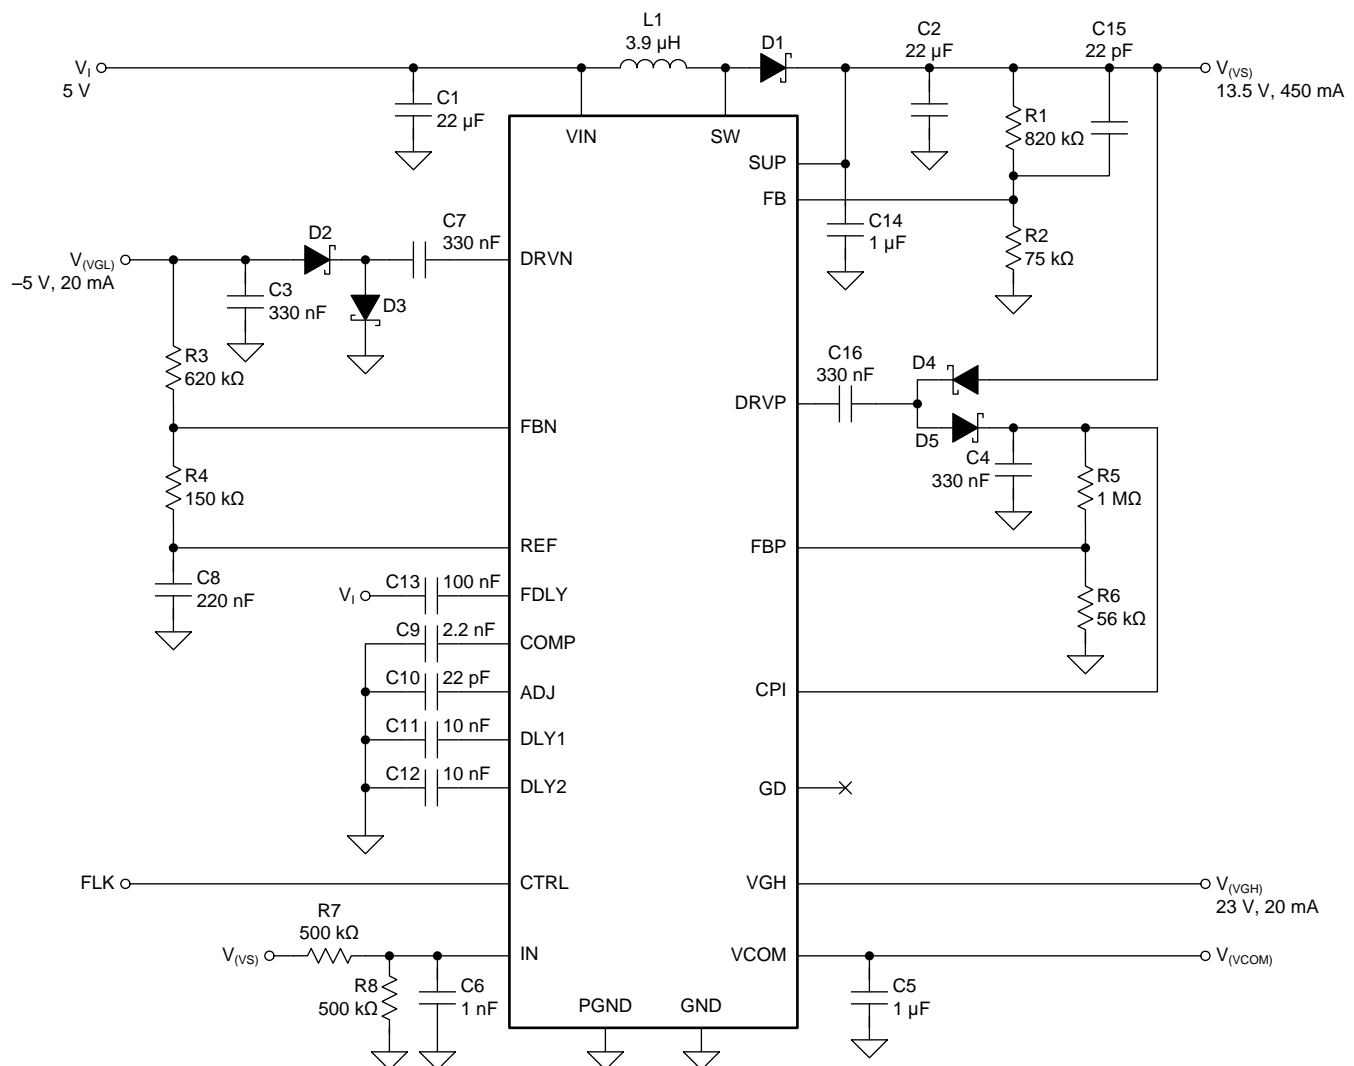 L1
3.9 µH
D1
C2
22 µF
C15
22 pF
V(VS)
13.5 V, 450 mA
VI
5 V
C1
22 µF
R1
820 kΩ
VIN
SW
SUP
FB
C14
1 µF
R2
75 kΩ
C7
330 nF
D2
V(VGL)
–5 V, 20 mA
DRVN
C3
330 nF
D3
R3
620 kΩ
C16
330 nF
D4
DRVP
D5
FBN
C4
330 nF
R5
1 MΩ
R4
150 kΩ
REF
FBP
C8
220 nF
VI
C13
100 nF
FDLY
R6
56 kΩ
C9
2.2 nF
COMP
C10
22 pF
ADJ
CPI
C11
10 nF
DLY1
C12
10 nF
DLY2
GD
FLK
CTRL
VGH
V(VGH)
23 V, 20 mA
R7
500 kΩ
V(VS)
IN
VCOM
V(VCOM)
R8
500 kΩ
C6
1 nF
PGND
GND
C5
1 µF